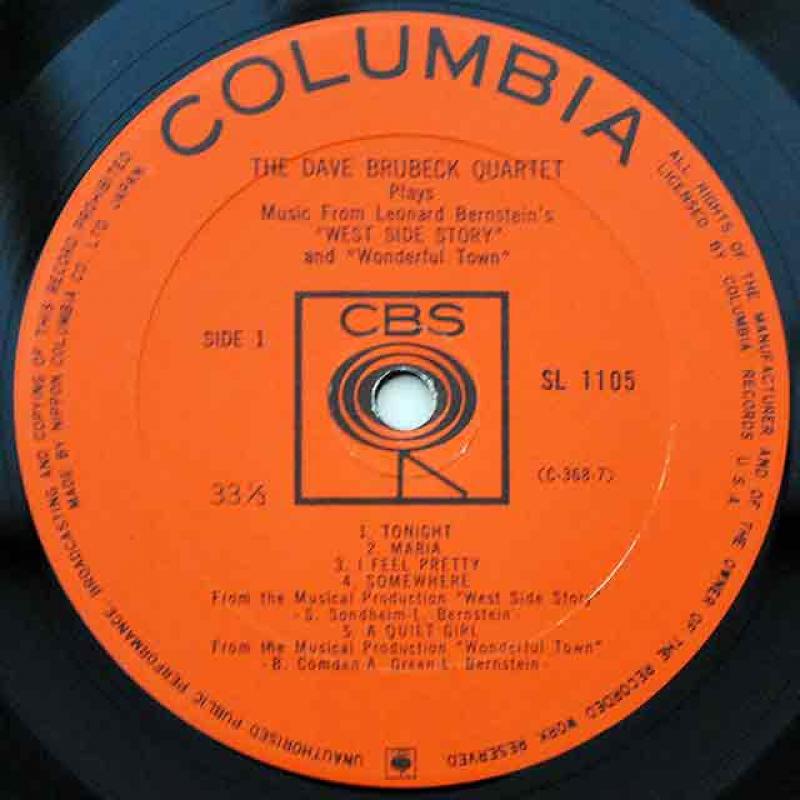 COLUMBIA
THE DAVE BRUBECK QUARTET
Plays
Music From Leonard Bernstein's
"WEST SIDE STORY"
and "Wonderful Town"
CBS
SIDE 1
SL 1105
33⅓
(C-368-7)
1. TONIGHT
2. MARIA
3. I FEEL PRETTY
4. SOMEWHERE
From the Musical Production "West Side Story"
-S. Sondheim-L. Bernstein-
5. A QUIET GIRL
From the Musical Production "Wonderful Town"
-B. Comden-A. Green-L. Bernstein-
ALL RIGHTS OF THE MANUFACTURER AND OF THE OWNER OF THE RECORDED WORK RESERVED.
LICENSED BY COLUMBIA RECORDS U.S.A.
UNAUTHORISED PUBLIC PERFORMANCE, BROADCASTING AND COPYING OF THIS RECORD PROHIBITED
MADE BY NIPPON COLUMBIA CO. LTD. JAPAN